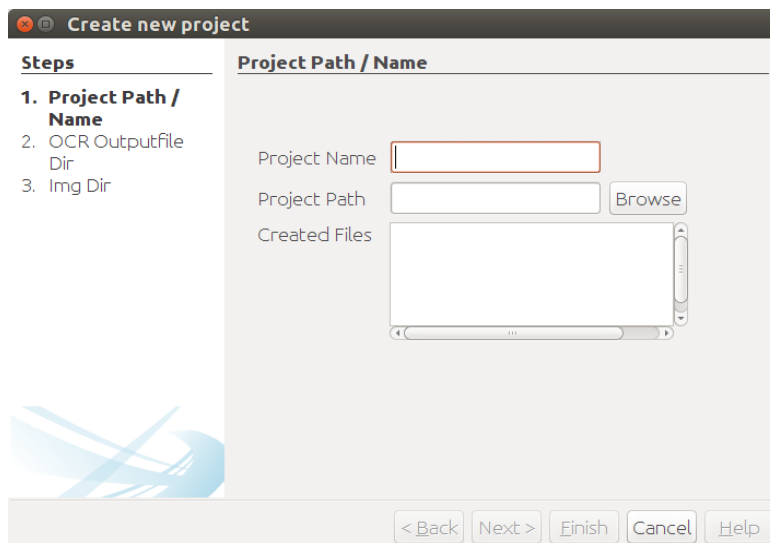 Create new project
Steps
1. Project Path /
Name
2. OCR Outputfile
Dir
3. Img Dir
Project Path / Name
Project Name
Project Path
Browse
Created Files
< Back
Next >
Finish
Cancel
Help